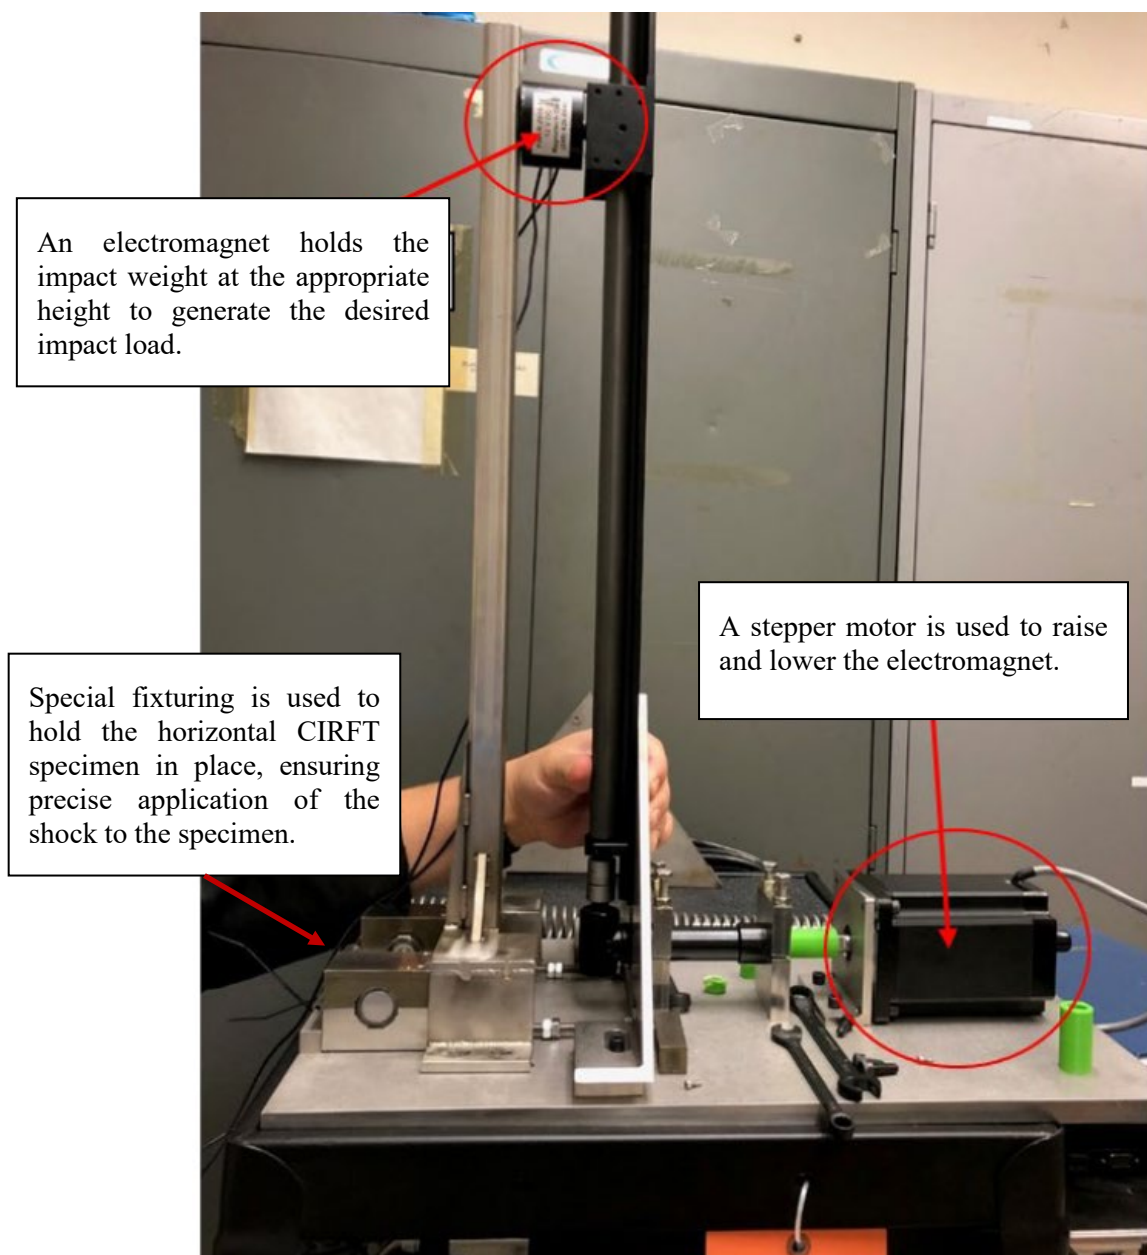 An electromagnet holds the
impact weight at the appropriate
height to generate the desired
impact load.
A stepper motor is used to raise
and lower the electromagnet.
Special fixturing is used to
hold the horizontal CIRFT
specimen in place, ensuring
precise application of the
shock to the specimen.